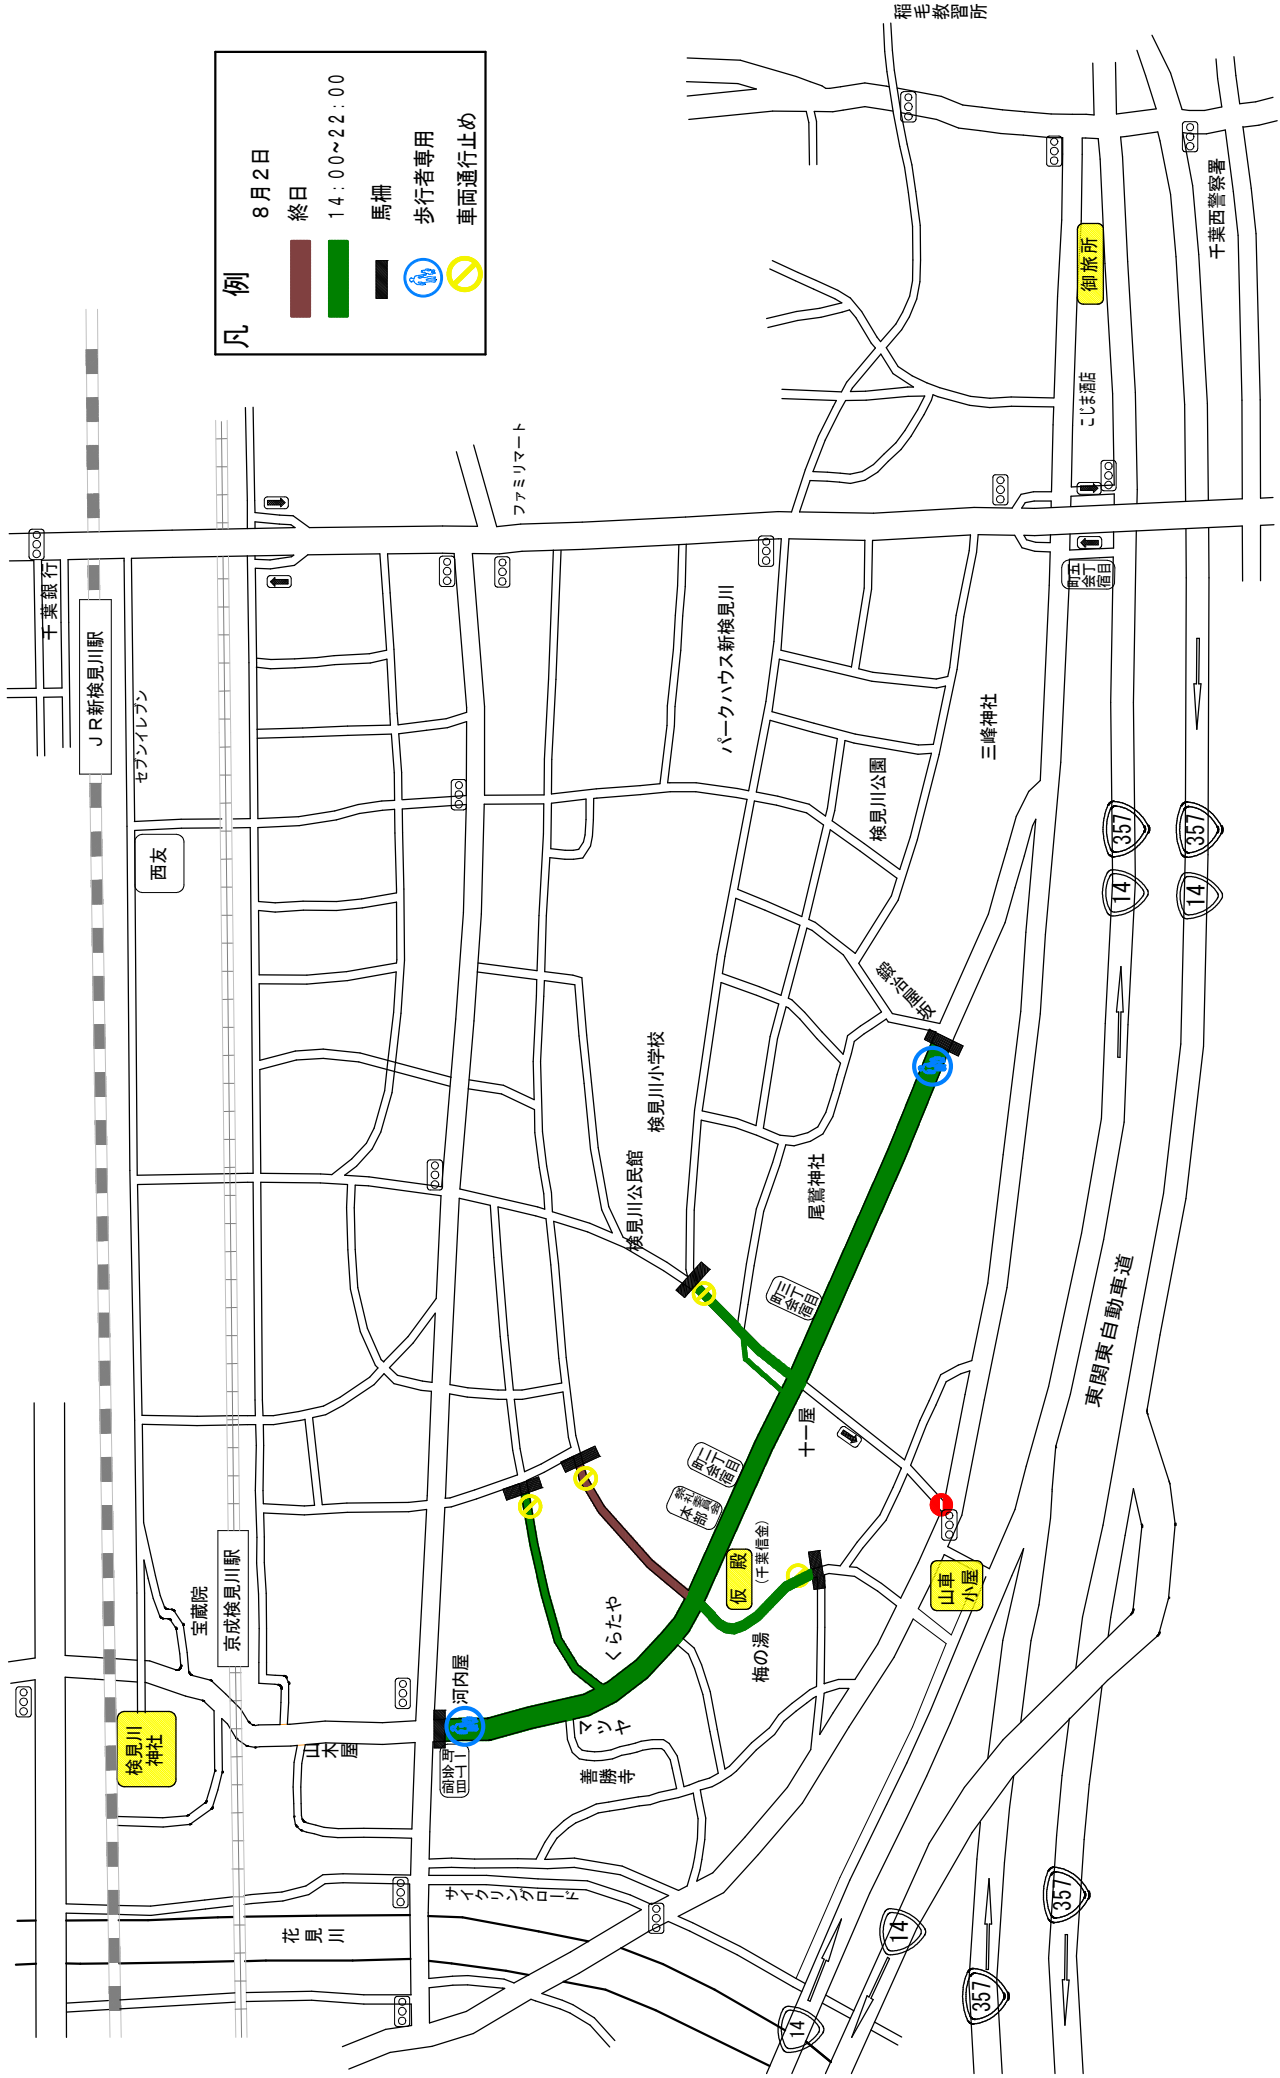 凡 例
8月2日
終日
14:00~22:00
馬柵
歩行者専用
車両通行止め
稲毛教習所
千葉西警察署
御旅所
こじま酒店
ファミリマート
千葉銀行
JR新検見川駅
セブンイレブン
西友
町会
五丁目
宿
パークハウス新検見川
三峰神社
検見川公園
357
357
14
14
鍛治屋坂
検見川小学校
検見川公民館
尾鷲神社
町会
三丁目
宿
東関東自動車道
十一屋
町会
二丁目
宿
祭礼委員会
本部
仮 殿
(千葉信金)
山車
小屋
梅の湯
くらたや
宝蔵院
京成検見川駅
河内屋
検見川
神社
山木屋
マツヤ
善勝寺
サイクリングロード
花見川
14
14
357
357